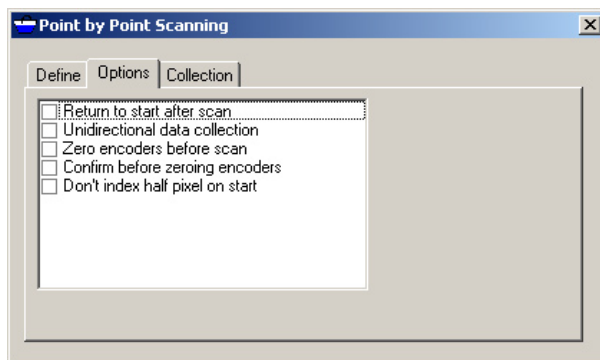 Point by Point Scanning
Define Options Collection
Return to start after scan
Unidirectional data collection
Zero encoders before scan
Confirm before zeroing encoders
Don't index half pixel on start